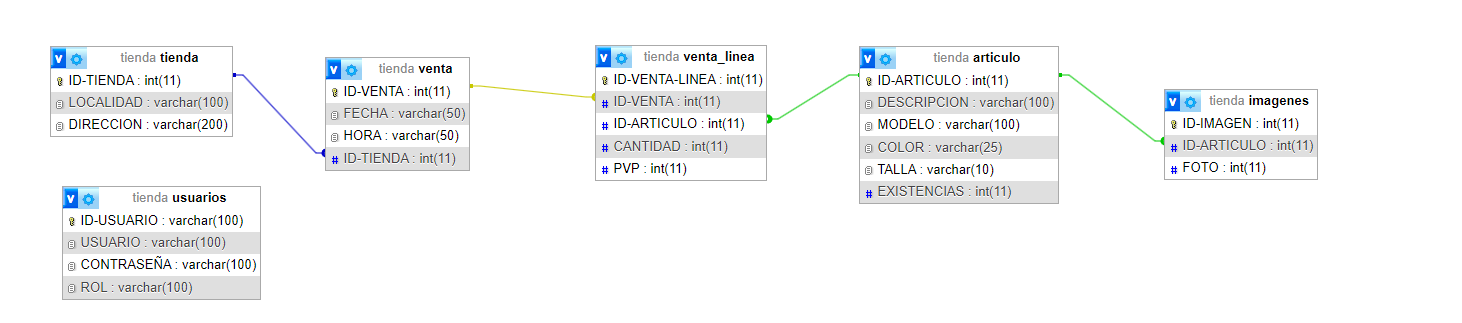 tienda tienda
ID-TIENDA : int(11)
LOCALIDAD : varchar(100)
DIRECCION : varchar(200)
tienda venta
ID-VENTA : int(11)
FECHA : varchar(50)
HORA : varchar(50)
ID-TIENDA : int(11)
tienda venta_linea
ID-VENTA-LINEA : int(11)
ID-VENTA : int(11)
ID-ARTICULO : int(11)
CANTIDAD : int(11)
PVP : int(11)
tienda articulo
ID-ARTICULO : int(11)
DESCRIPCION : varchar(100)
MODELO : varchar(100)
COLOR : varchar(25)
TALLA : varchar(10)
EXISTENCIAS : int(11)
tienda imagenes
ID-IMAGEN : int(11)
ID-ARTICULO : int(11)
FOTO : int(11)
tienda usuarios
ID-USUARIO : varchar(100)
USUARIO : varchar(100)
CONTRASEÑA : varchar(100)
ROL : varchar(100)